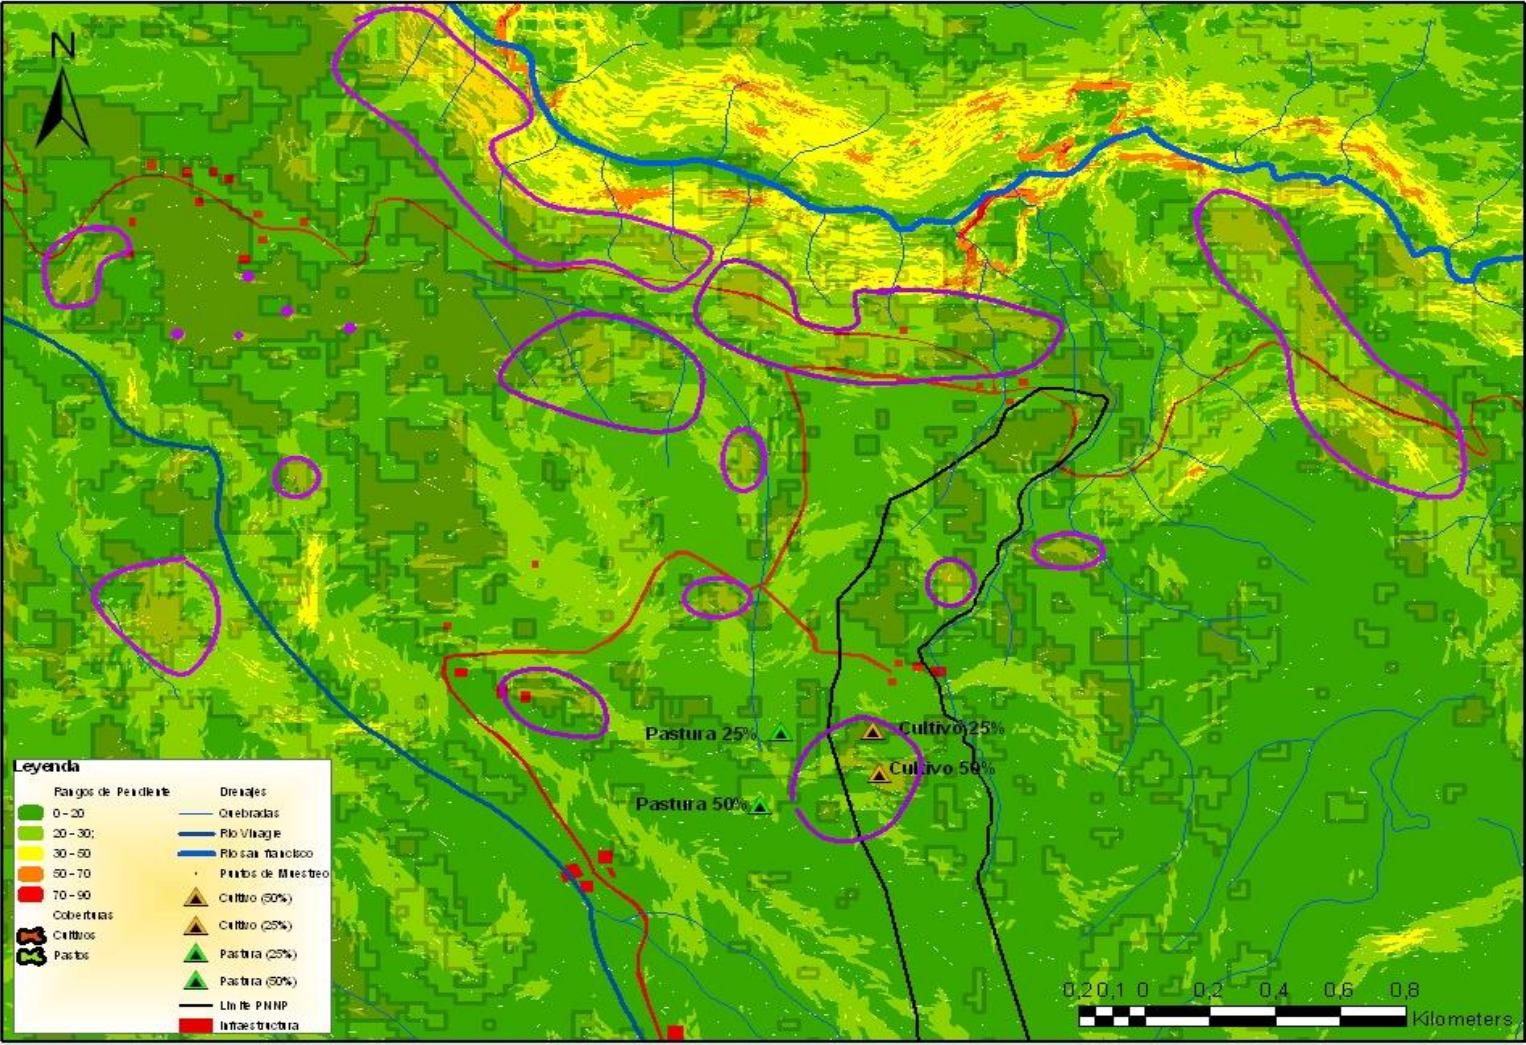 N
Pastura 25%
Cultivo 25%
Cultivo 50%
Pastura 50%
Leyenda
Rangos de Pendiente
0 - 20
20 - 30;
30 - 50
50 - 70
70 - 90
Coberturas
Cultivos
Pastos
Drenajes
Quebradas
Rio Vinagre
Rio san francisco
Puntos de Muestreo
Cultivo (50%)
Cultivo (25%)
Pastura (25%)
Pastura (50%)
Limite PNNP
Infraestructura
0,2 0,1 0 0,2 0,4 0,6 0,8
Kilometers